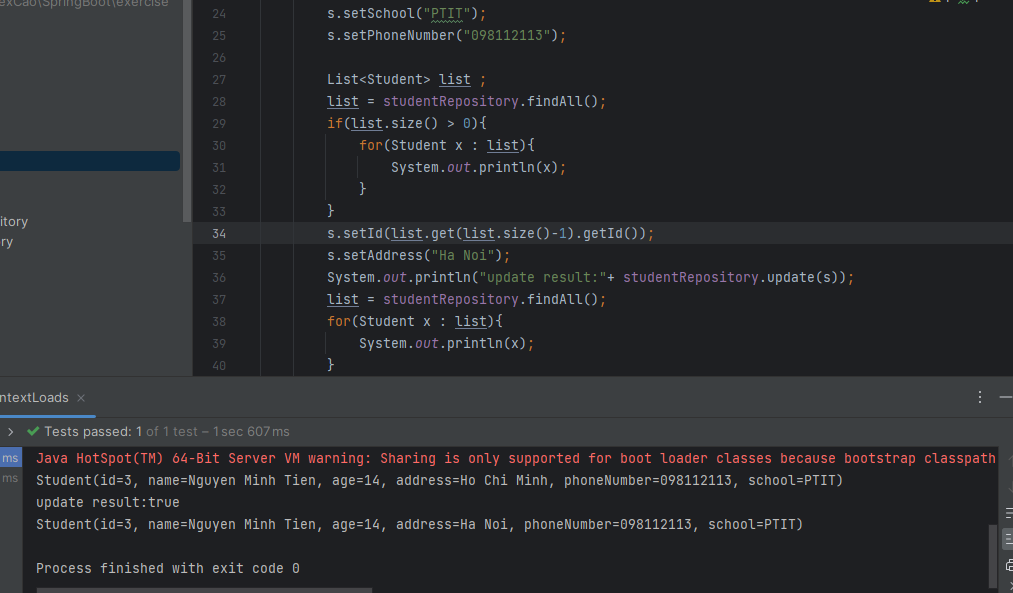 exCao\SpringBoot\exercise
itory
ry
24 s.setSchool("PTIT");
25 s.setPhoneNumber("098112113");
26
27 List<Student> list ;
28 list = studentRepository.findAll();
29 if(list.size() > 0){
30 for(Student x : list){
31 System.out.println(x);
32 }
33 }
34 s.setId(list.get(list.size()-1).getId());
35 s.setAddress("Ha Noi");
36 System.out.println("update result:"+ studentRepository.update(s));
37 list = studentRepository.findAll();
38 for(Student x : list){
39 System.out.println(x);
40 }
ntextLoads ×
Tests passed: 1 of 1 test – 1 sec 607 ms
ms
ms
Java HotSpot(TM) 64-Bit Server VM warning: Sharing is only supported for boot loader classes because bootstrap classpath
Student(id=3, name=Nguyen Minh Tien, age=14, address=Ho Chi Minh, phoneNumber=098112113, school=PTIT)
update result:true
Student(id=3, name=Nguyen Minh Tien, age=14, address=Ha Noi, phoneNumber=098112113, school=PTIT)
Process finished with exit code 0